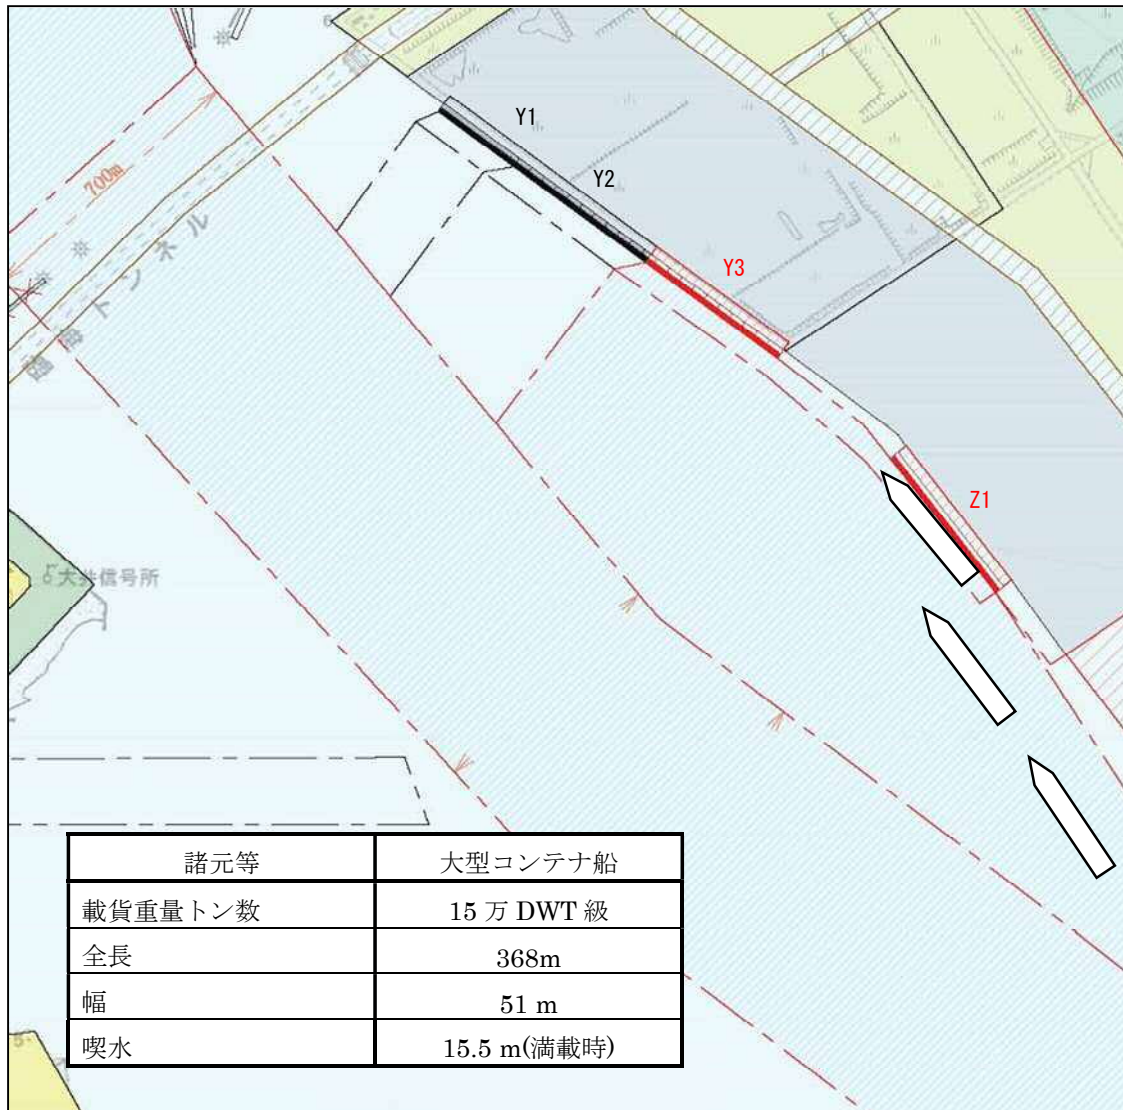 Y1
Y2
Y3
Z1
700m
臨海トンネル
大井信号所
諸元等 大型コンテナ船
載貨重量トン数 15 万 DWT 級
全長 368m
幅 51 m
喫水 15.5 m(満載時)